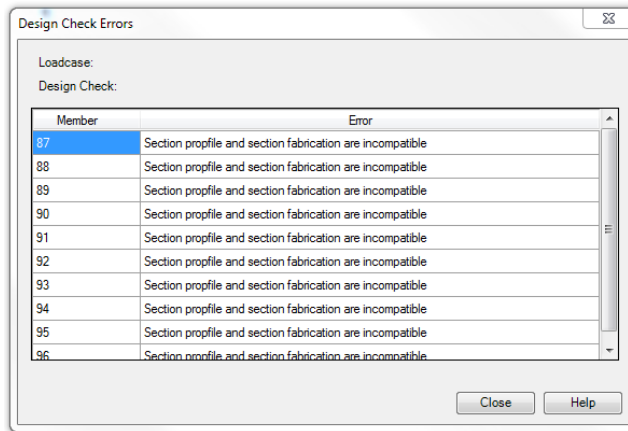 Design Check Errors
Loadcase:
Design Check:
Member Error
87 Section propfile and section fabrication are incompatible
88 Section propfile and section fabrication are incompatible
89 Section propfile and section fabrication are incompatible
90 Section propfile and section fabrication are incompatible
91 Section propfile and section fabrication are incompatible
92 Section propfile and section fabrication are incompatible
93 Section propfile and section fabrication are incompatible
94 Section propfile and section fabrication are incompatible
95 Section propfile and section fabrication are incompatible
96 Section propfile and section fabrication are incompatible
Close Help